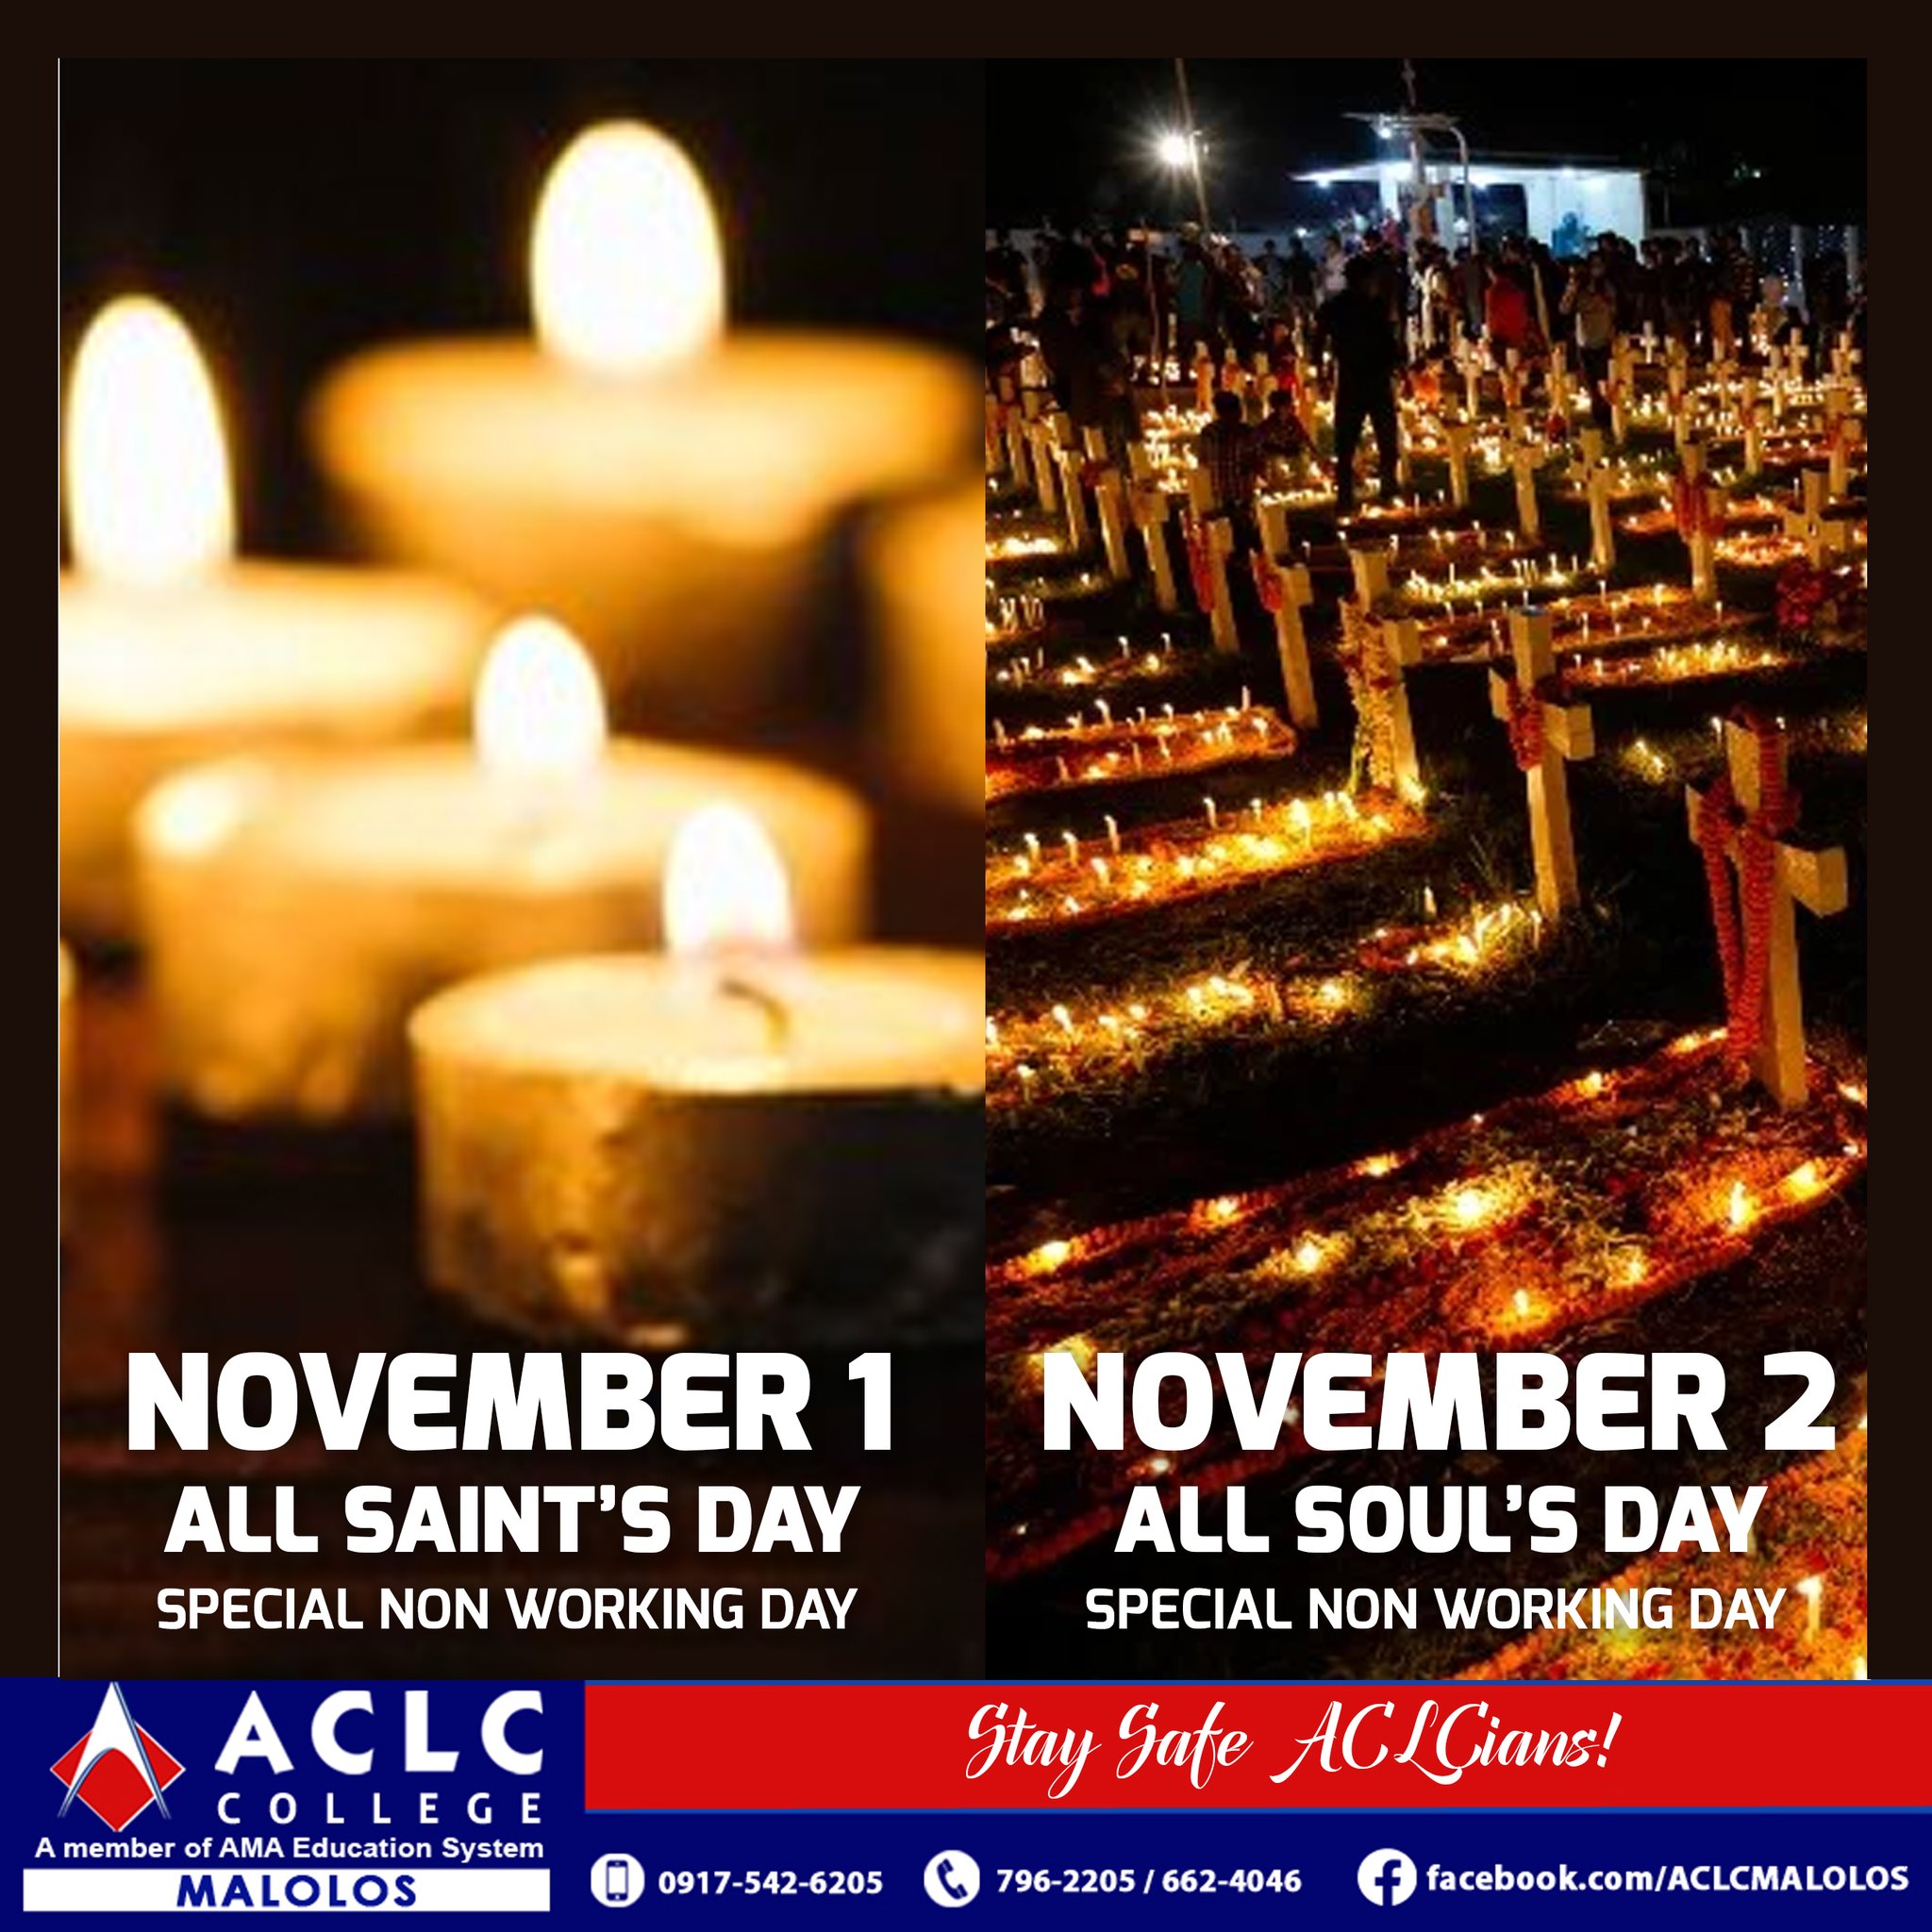 NOVEMBER 1
ALL SAINT’S DAY
SPECIAL NON WORKING DAY
NOVEMBER 2
ALL SOUL’S DAY
SPECIAL NON WORKING DAY
ACLC
COLLEGE
A member of AMA Education System
MALOLOS
Stay Safe ACLCians!
0917-542-6205
796-2205 / 662-4046
facebook.com/ACLCMALOLOS